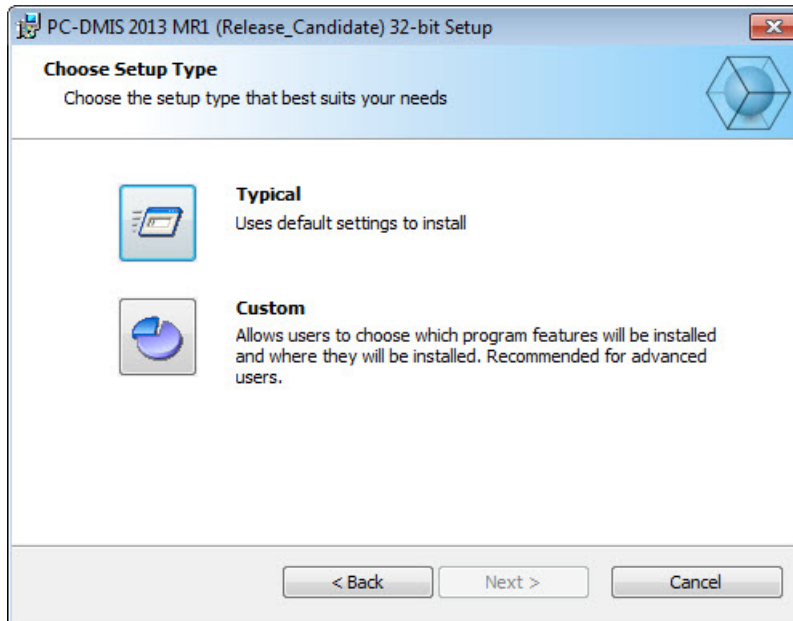 PC-DMIS 2013 MR1 (Release_Candidate) 32-bit Setup
Choose Setup Type
Choose the setup type that best suits your needs
Typical
Uses default settings to install
Custom
Allows users to choose which program features will be installed
and where they will be installed. Recommended for advanced
users.
< Back Next > Cancel